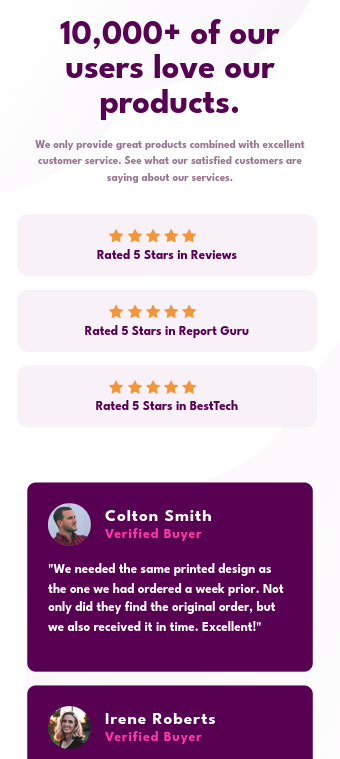 10,000+ of our
users love our
products.
We only provide great products combined with excellent
customer service. See what our satisfied customers are
saying about our services.
Rated 5 Stars in Reviews
Rated 5 Stars in Report Guru
Rated 5 Stars in BestTech
Colton Smith
Verified Buyer
"We needed the same printed design as
the one we had ordered a week prior. Not
only did they find the original order, but
we also received it in time. Excellent!"
Irene Roberts
Verified Buyer